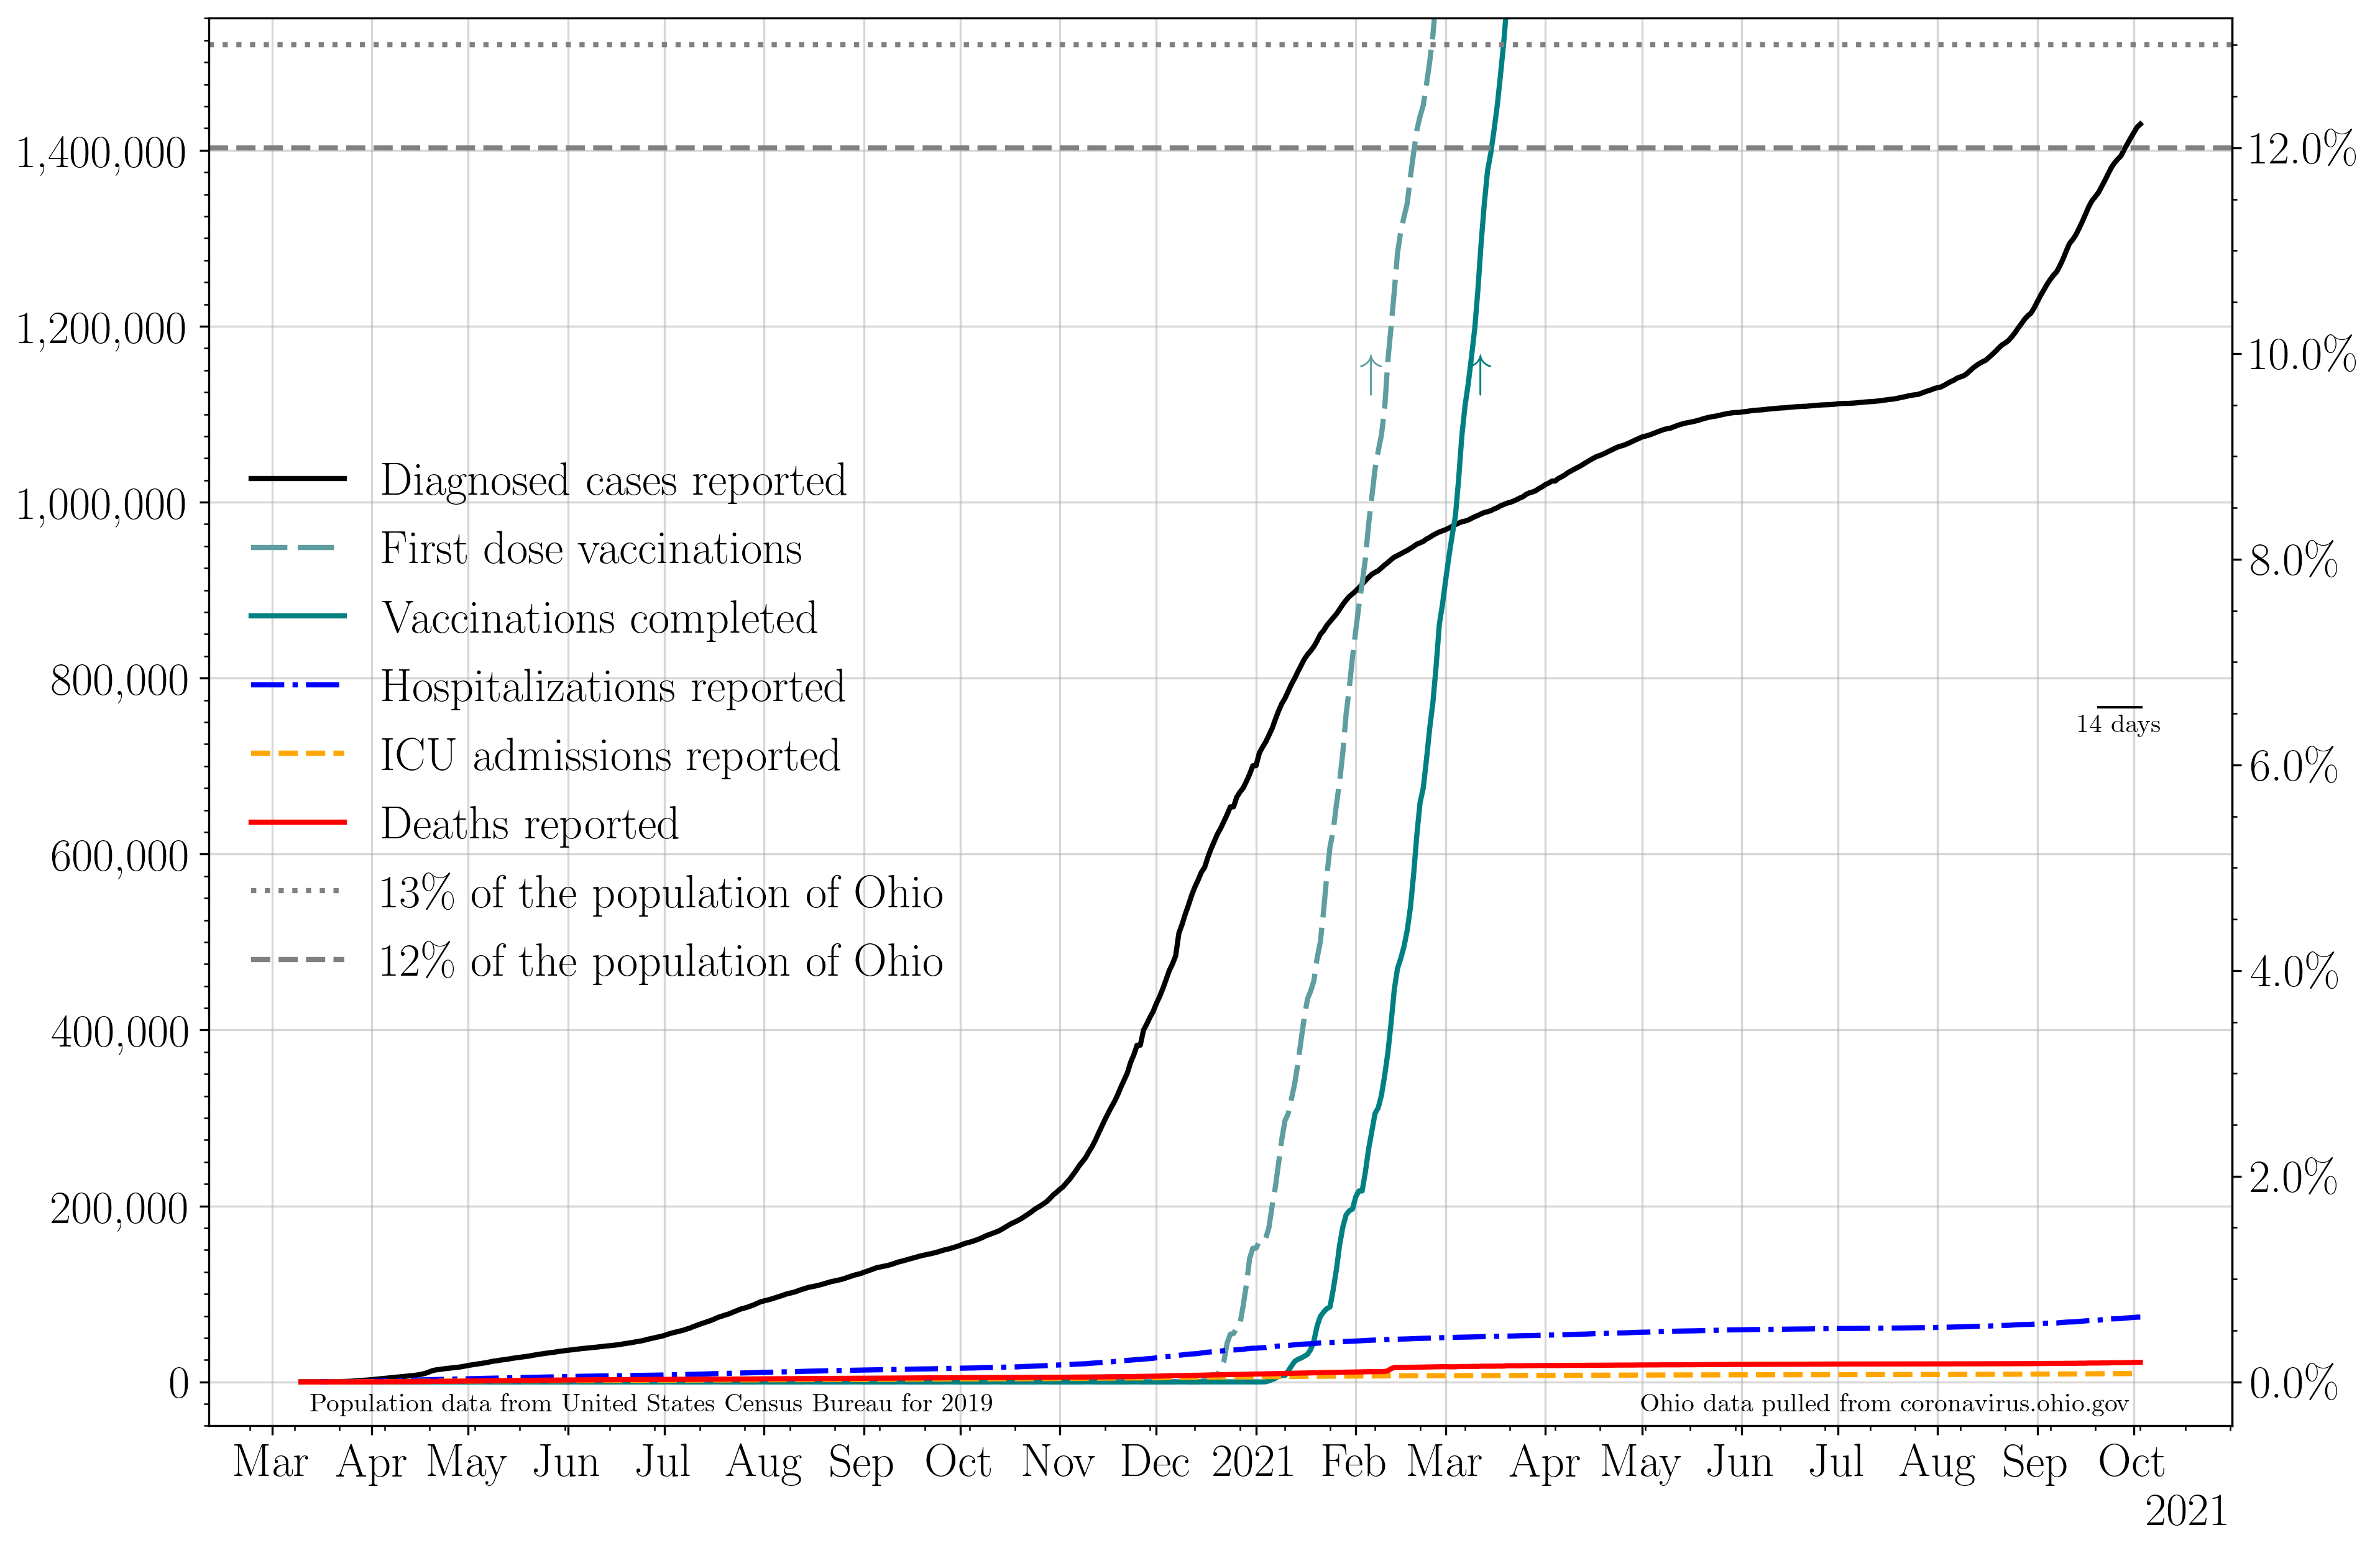 1,400,000
1,200,000
1,000,000
800,000
600,000
400,000
200,000
0
12.0%
10.0%
8.0%
6.0%
4.0%
2.0%
0.0%
Diagnosed cases reported
First dose vaccinations
Vaccinations completed
Hospitalizations reported
ICU admissions reported
Deaths reported
13% of the population of Ohio
12% of the population of Ohio
14 days
Population data from United States Census Bureau for 2019
Ohio data pulled from coronavirus.ohio.gov
Mar Apr May Jun Jul Aug Sep Oct Nov Dec 2021 Feb Mar Apr May Jun Jul Aug Sep Oct
2021